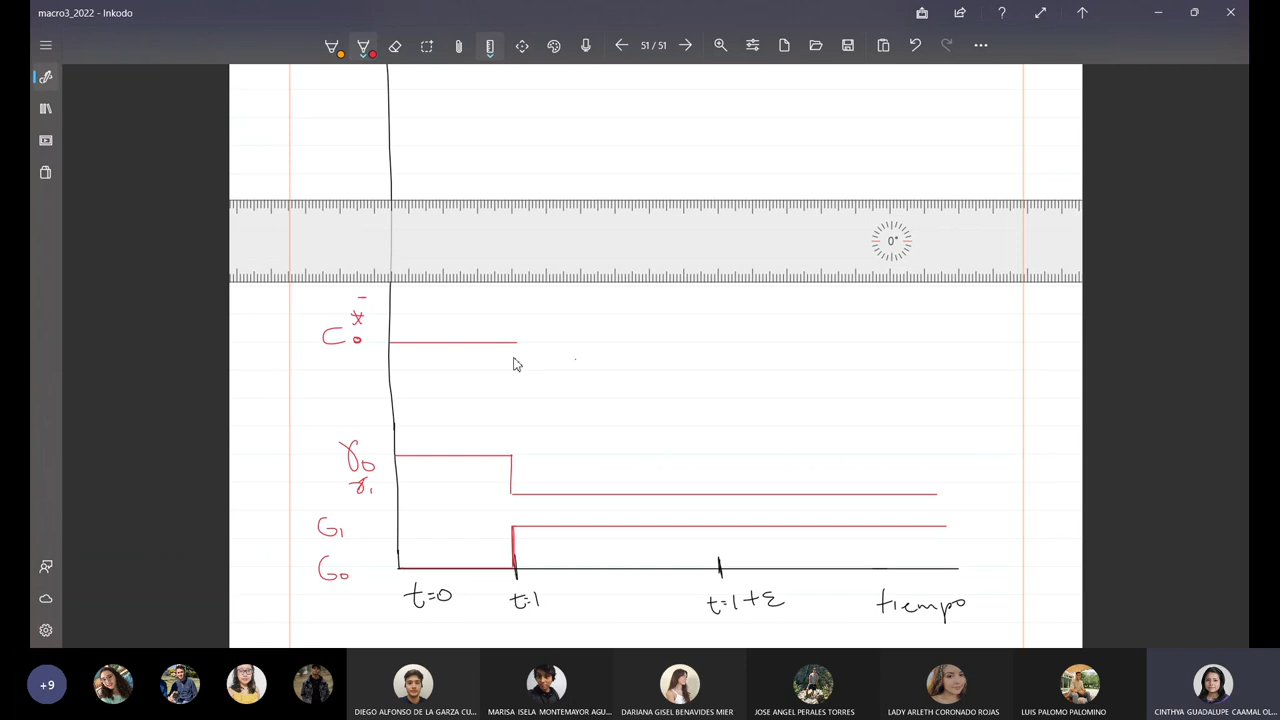 macro3_2022 - Inkodo
51 / 51
0°
C₀*
γ₀
γ₁
G₁
G₀
t=0
t=1
t=1+ε
tiempo
+9
DIEGO ALFONSO DE LA GARZA CU...
MARISA ISELA MONTEMAYOR AGU...
DARIANA GISEL BENAVIDES MIER
JOSE ANGEL PERALES TORRES
LADY ARLETH CORONADO ROJAS
LUIS PALOMO PALOMINO
CINTHYA GUADALUPE CAAMAL OL...